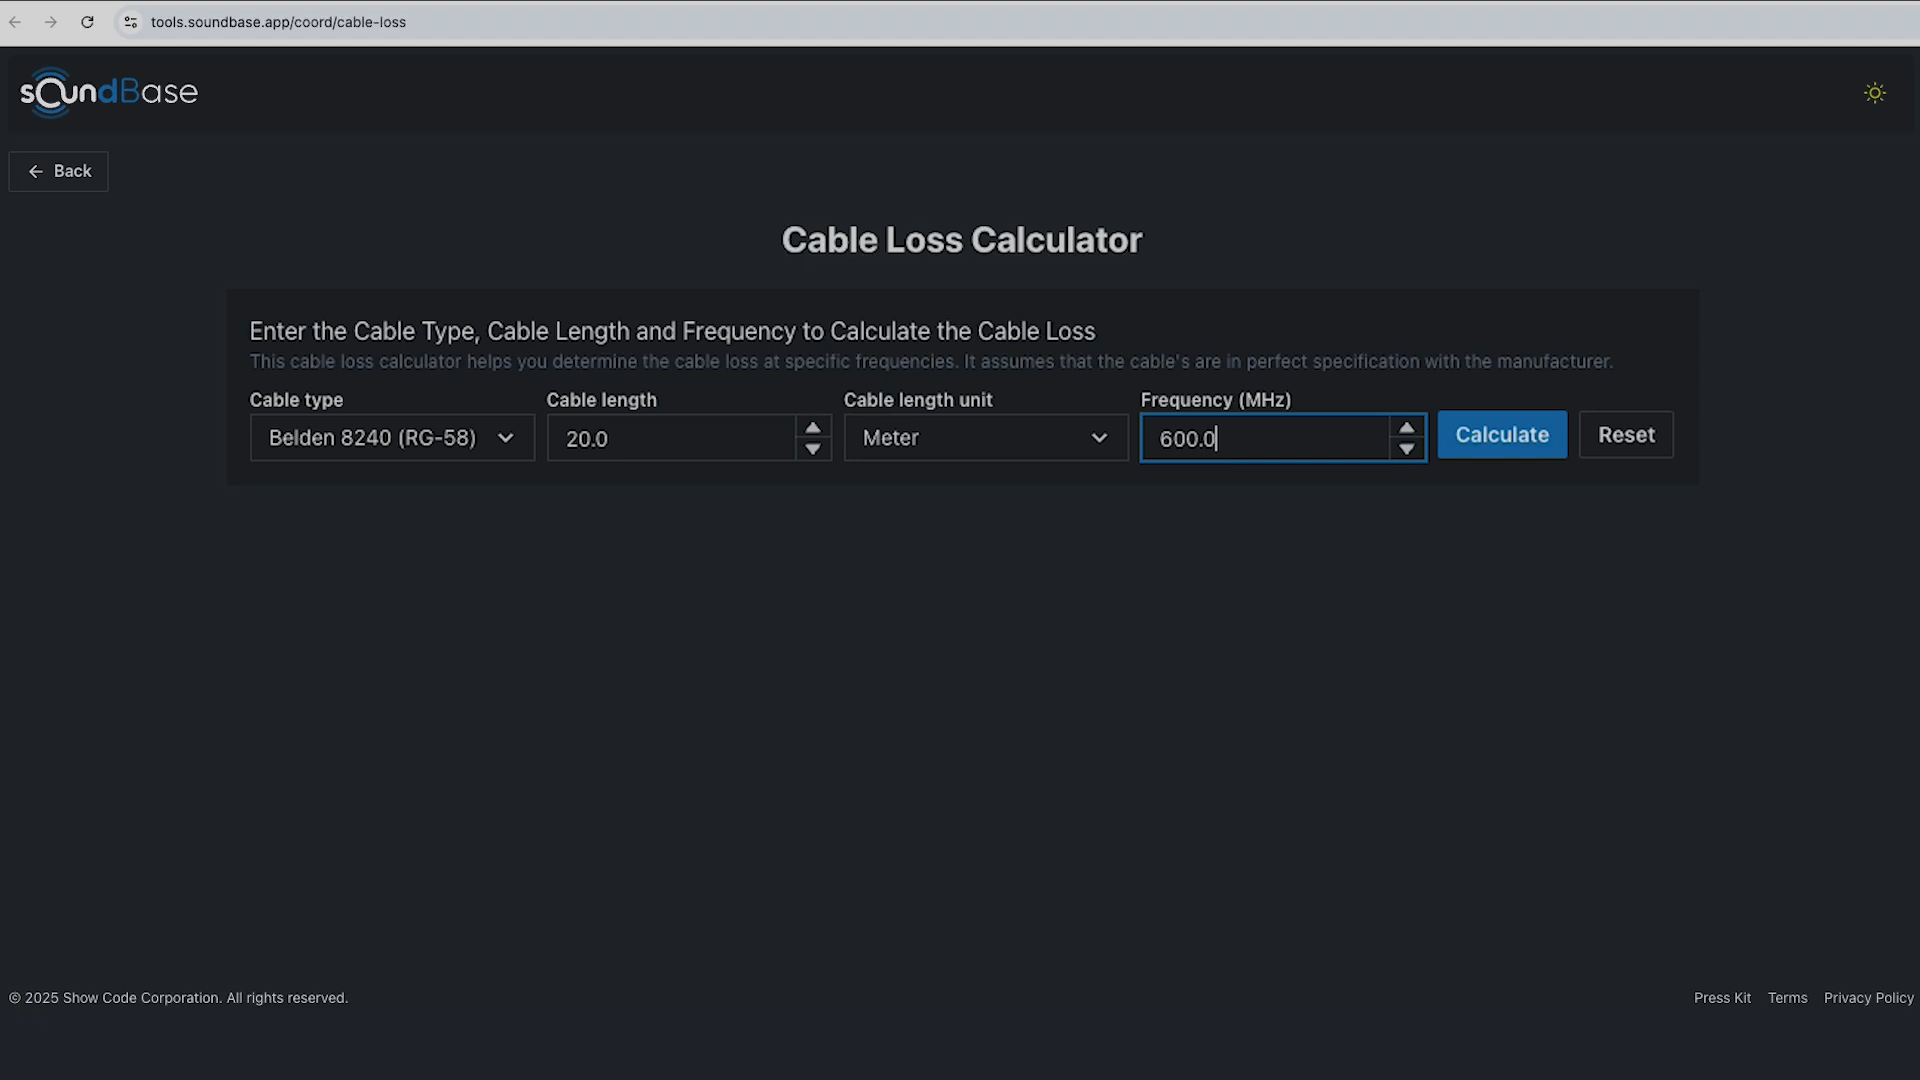 tools.soundbase.app/coord/cable-loss
soundBase
Back
Cable Loss Calculator
Enter the Cable Type, Cable Length and Frequency to Calculate the Cable Loss
This cable loss calculator helps you determine the cable loss at specific frequencies. It assumes that the cable's are in perfect specification with the manufacturer.
Cable type Cable length Cable length unit Frequency (MHz)
Belden 8240 (RG-58) 20.0 Meter 600.0 Calculate Reset
© 2025 Show Code Corporation. All rights reserved. Press Kit Terms Privacy Policy